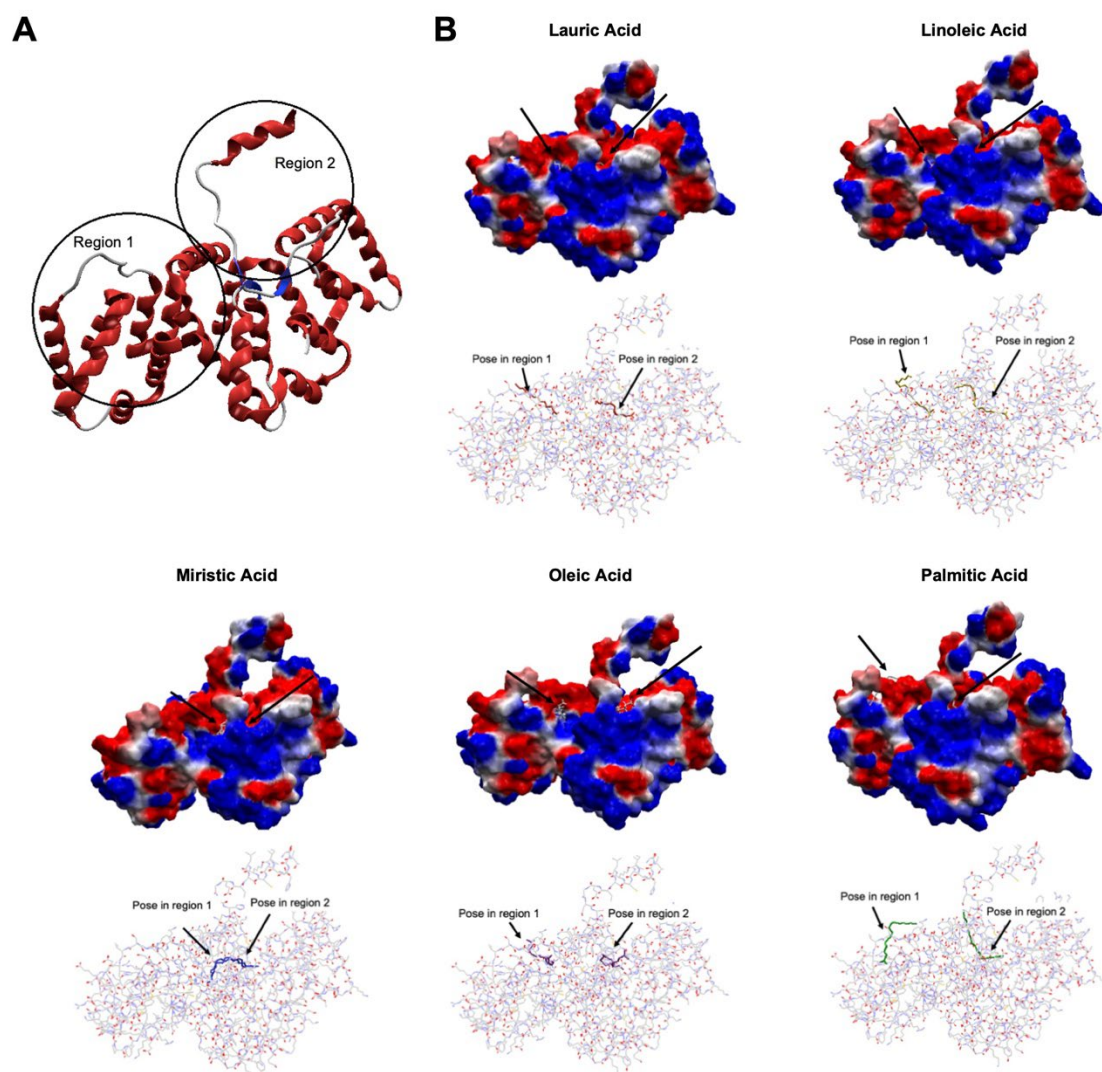 A
Region 1
Region 2
B
Lauric Acid
Pose in region 1
Pose in region 2
Linoleic Acid
Pose in region 1
Pose in region 2
Miristic Acid
Pose in region 1
Pose in region 2
Oleic Acid
Pose in region 1
Pose in region 2
Palmitic Acid
Pose in region 1
Pose in region 2